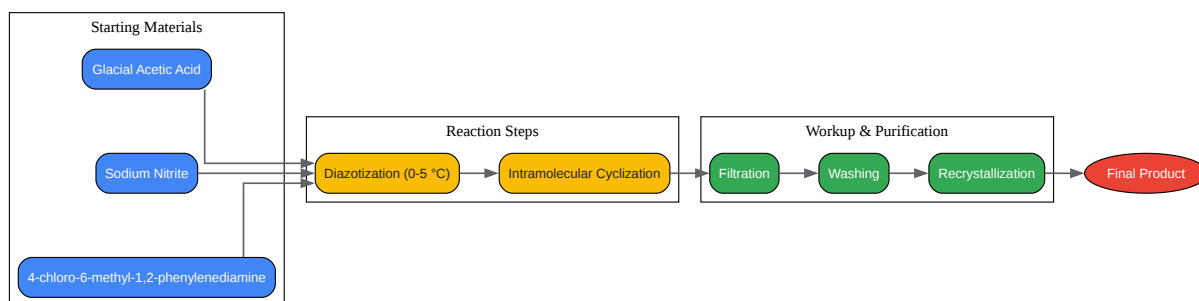 Starting Materials
Glacial Acetic Acid
Sodium Nitrite
4-chloro-6-methyl-1,2-phenylenediamine
Reaction Steps
Diazotization (0-5 °C)
Intramolecular Cyclization
Workup & Purification
Filtration
Washing
Recrystallization
Final Product